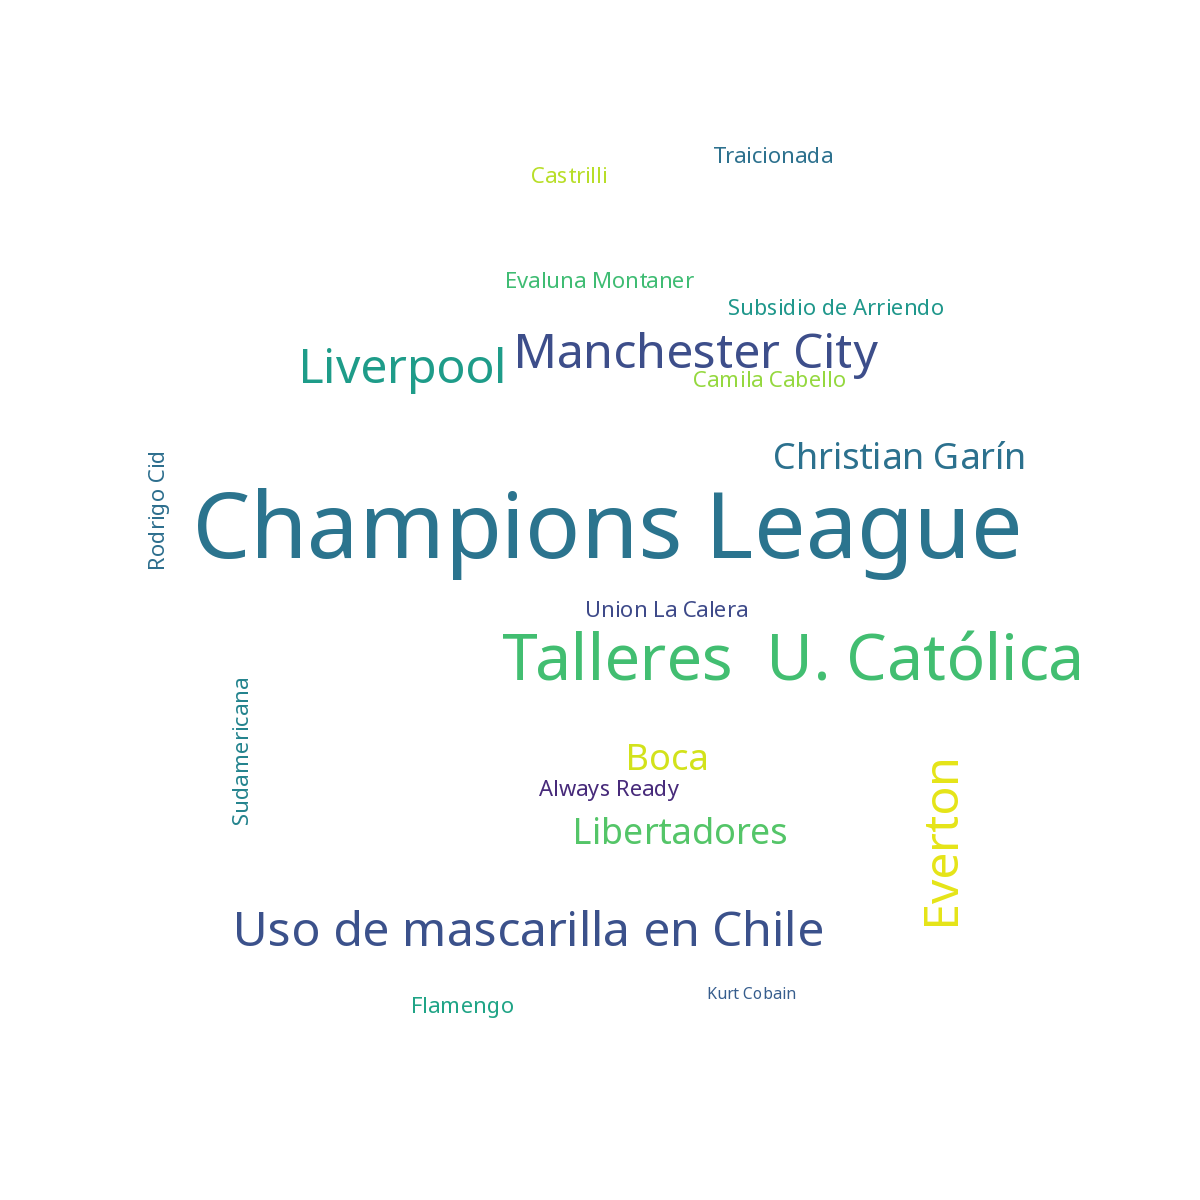 Traicionada
Castrilli
Evaluna Montaner
Subsidio de Arriendo
Manchester City
Liverpool
Camila Cabello
Christian Garín
Rodrigo Cid
Champions League
Union La Calera
Talleres U. Católica
Sudamericana
Boca
Always Ready
Libertadores
Everton
Uso de mascarilla en Chile
Kurt Cobain
Flamengo